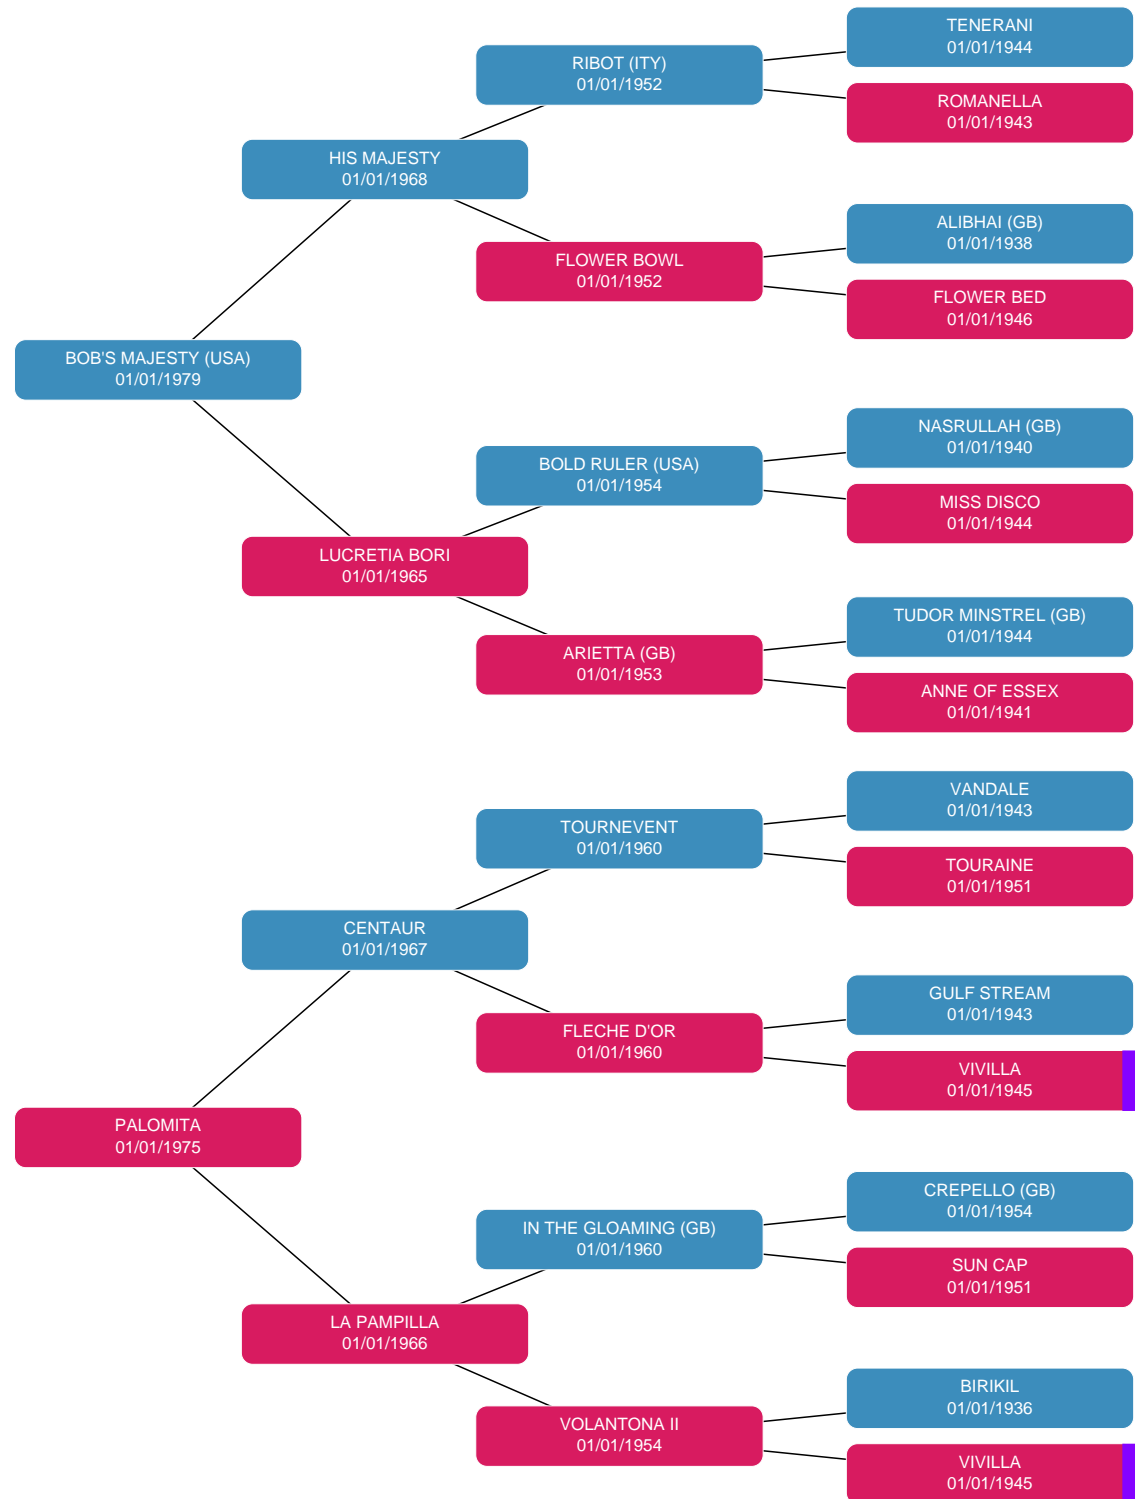 TENERANI
01/01/1944
RIBOT (ITY)
01/01/1952
ROMANELLA
01/01/1943
HIS MAJESTY
01/01/1968
ALIBHAI (GB)
01/01/1938
FLOWER BOWL
01/01/1952
FLOWER BED
01/01/1946
BOB'S MAJESTY (USA)
01/01/1979
NASRULLAH (GB)
01/01/1940
BOLD RULER (USA)
01/01/1954
MISS DISCO
01/01/1944
LUCRETIA BORI
01/01/1965
TUDOR MINSTREL (GB)
01/01/1944
ARIETTA (GB)
01/01/1953
ANNE OF ESSEX
01/01/1941
VANDALE
01/01/1943
TOURNEVENT
01/01/1960
TOURAINE
01/01/1951
CENTAUR
01/01/1967
GULF STREAM
01/01/1943
FLECHE D'OR
01/01/1960
VIVILLA
01/01/1945
PALOMITA
01/01/1975
CREPELLO (GB)
01/01/1954
IN THE GLOAMING (GB)
01/01/1960
SUN CAP
01/01/1951
LA PAMPILLA
01/01/1966
BIRIKIL
01/01/1936
VOLANTONA II
01/01/1954
VIVILLA
01/01/1945